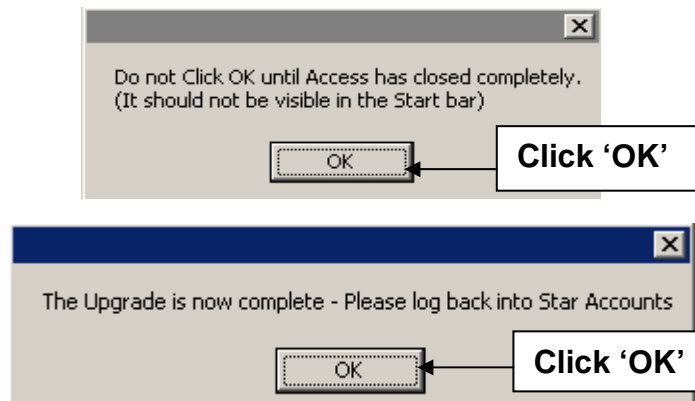 Do not Click OK until Access has closed completely.
(It should not be visible in the Start bar)
OK
Click ‘OK’
The Upgrade is now complete - Please log back into Star Accounts
OK
Click ‘OK’